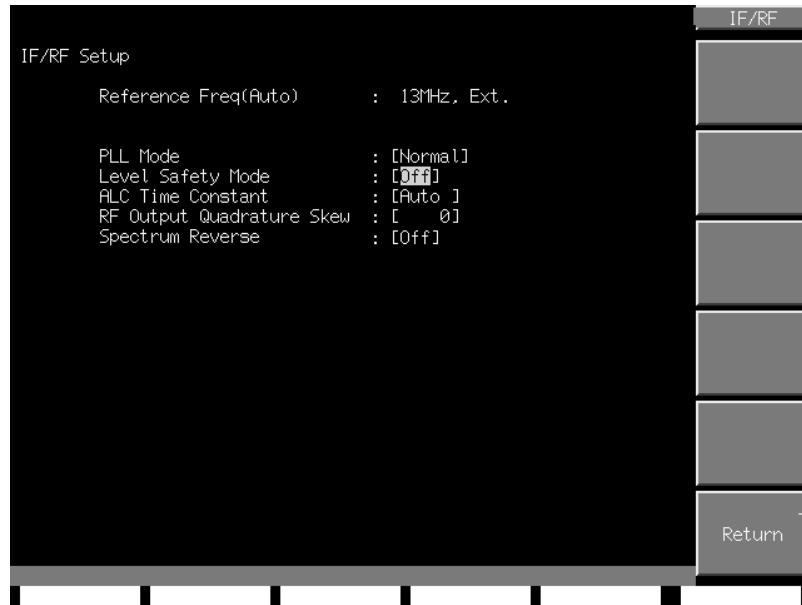 IF/RF
IF/RF Setup
Reference Freq(Auto) : 13MHz, Ext.
PLL Mode : [Normal]
Level Safety Mode : [Off]
ALC Time Constant : [Auto ]
RF Output Quadrature Skew : [ 0]
Spectrum Reverse : [Off]
Return